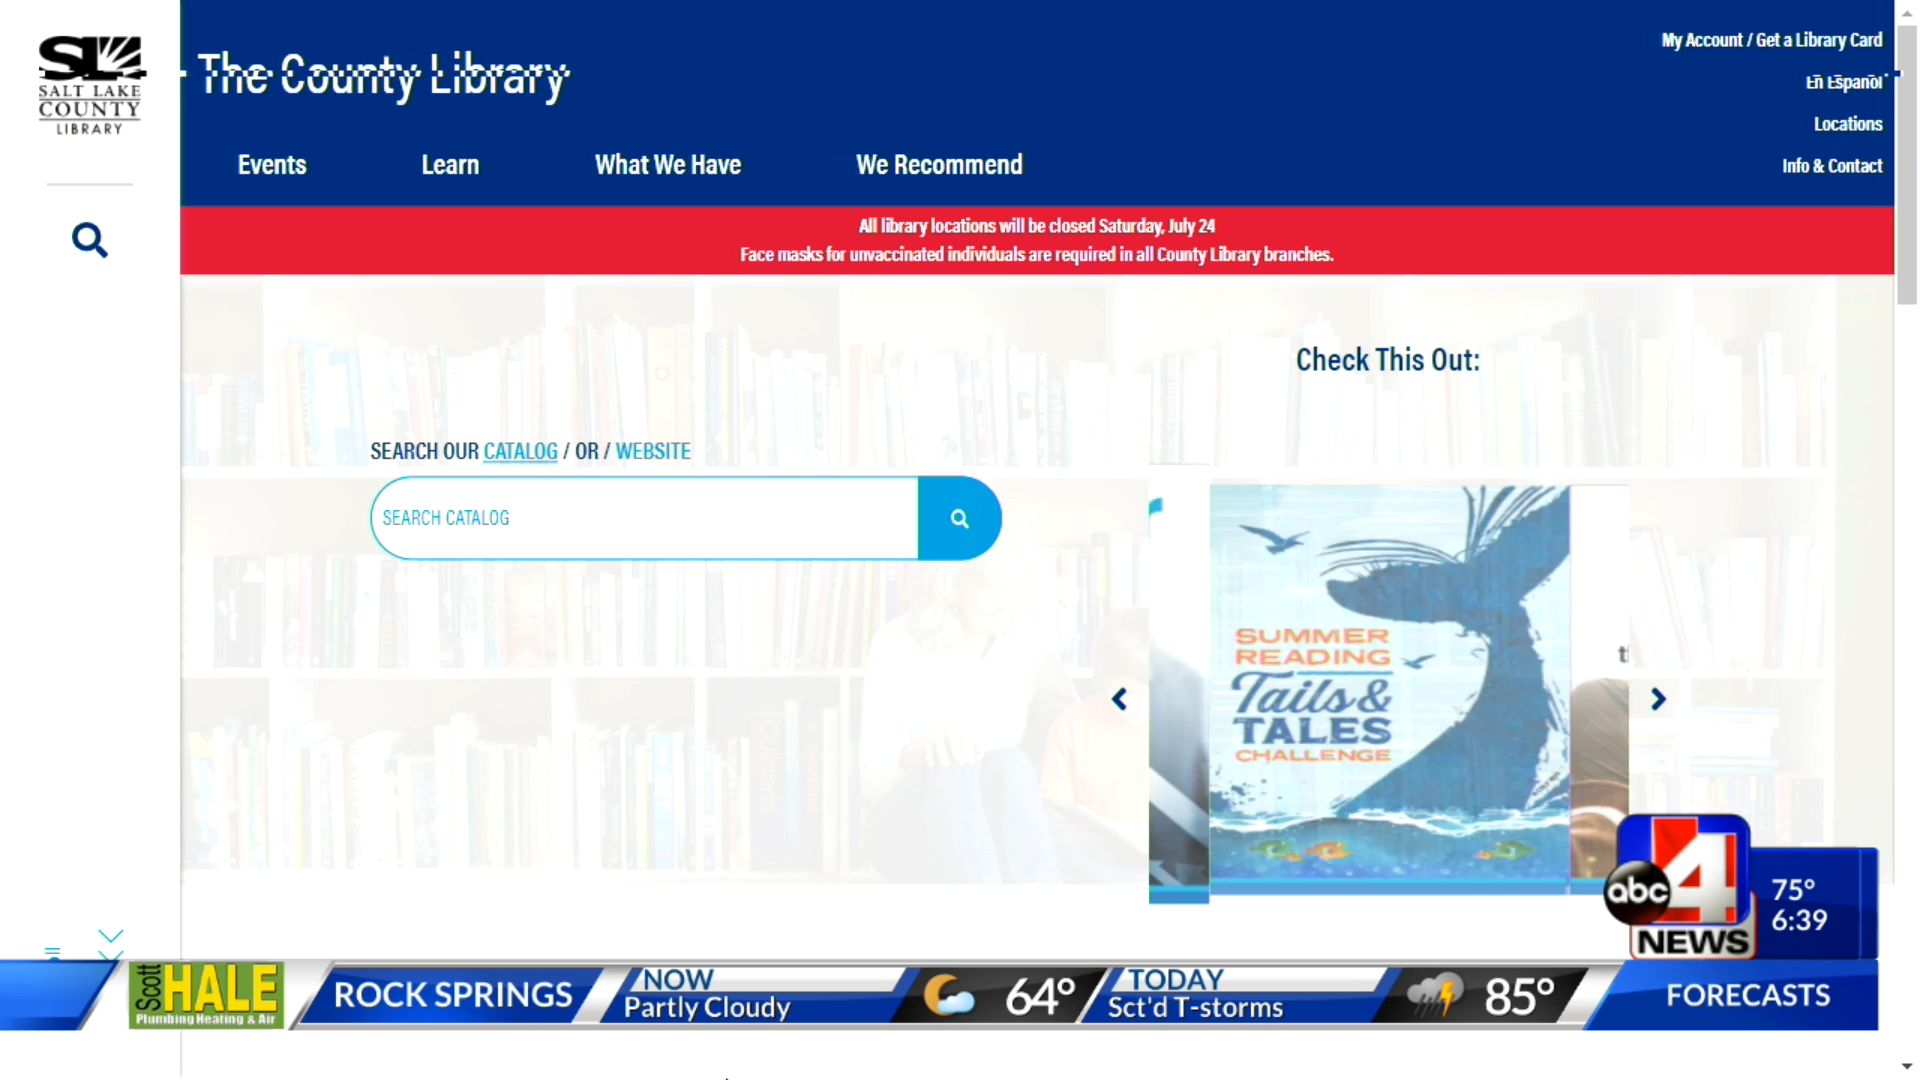 SL
SALT LAKE
COUNTY
LIBRARY
The County Library
My Account / Get a Library Card
En Español
Locations
Info & Contact
Events
Learn
What We Have
We Recommend
All library locations will be closed Saturday, July 24
Face masks for unvaccinated individuals are required in all County Library branches.
Check This Out:
SEARCH OUR CATALOG / OR / WEBSITE
SEARCH CATALOG
SUMMER
READING
Tails &
TALES
CHALLENGE
abc 4
NEWS
75°
6:39
Scott HALE
Plumbing Heating & Air
ROCK SPRINGS
NOW
Partly Cloudy
64°
TODAY
Sct'd T-storms
85°
FORECASTS